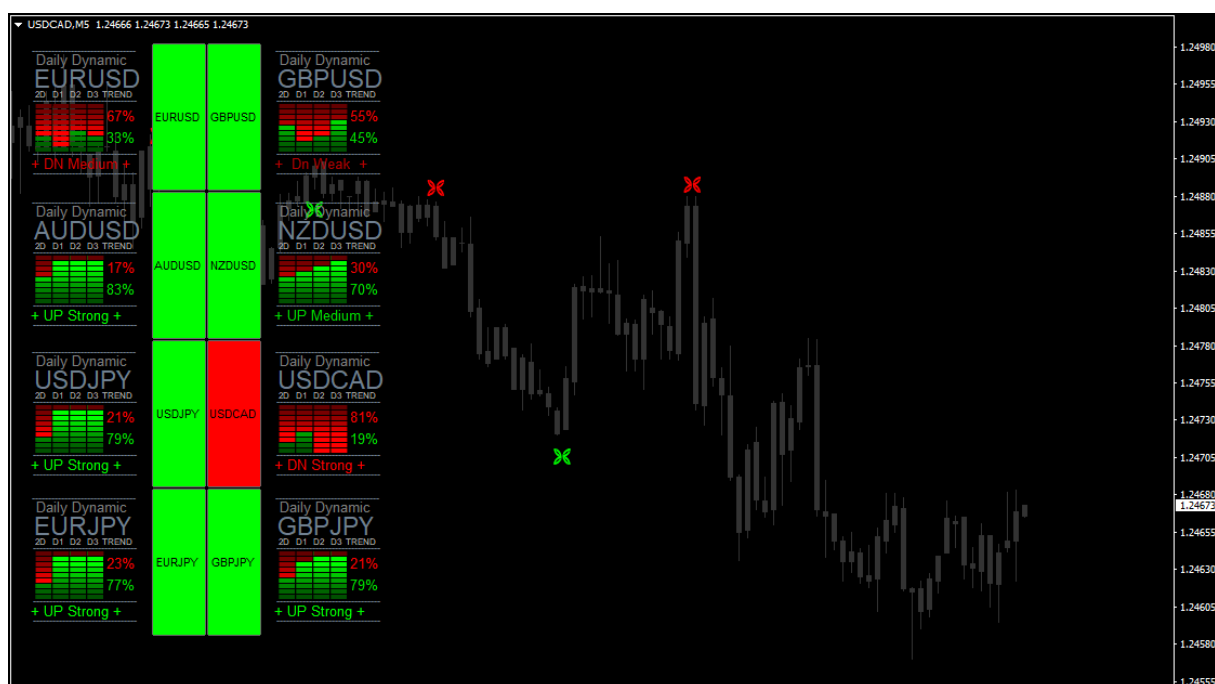 USDCAD,M5 1.24666 1.24673 1.24665 1.24673
Daily Dynamic
EURUSD
2D D1 D2 D3 TREND
67%
33%
+ DN Medium +
EURUSD
GBPUSD
Daily Dynamic
GBPUSD
2D D1 D2 D3 TREND
55%
45%
+ Dn Weak +
Daily Dynamic
AUDUSD
2D D1 D2 D3 TREND
17%
83%
+ UP Strong +
AUDUSD
NZDUSD
Daily Dynamic
NZDUSD
2D D1 D2 D3 TREND
30%
70%
+ UP Medium +
Daily Dynamic
USDJPY
2D D1 D2 D3 TREND
21%
79%
+ UP Strong +
USDJPY
USDCAD
Daily Dynamic
USDCAD
2D D1 D2 D3 TREND
81%
19%
+ DN Strong +
Daily Dynamic
EURJPY
2D D1 D2 D3 TREND
23%
77%
+ UP Strong +
EURJPY
GBPJPY
Daily Dynamic
GBPJPY
2D D1 D2 D3 TREND
21%
79%
+ UP Strong +
1.24980
1.24955
1.24930
1.24905
1.24880
1.24855
1.24830
1.24805
1.24780
1.24755
1.24730
1.24705
1.24680
1.24673
1.24655
1.24630
1.24605
1.24580
1.24555